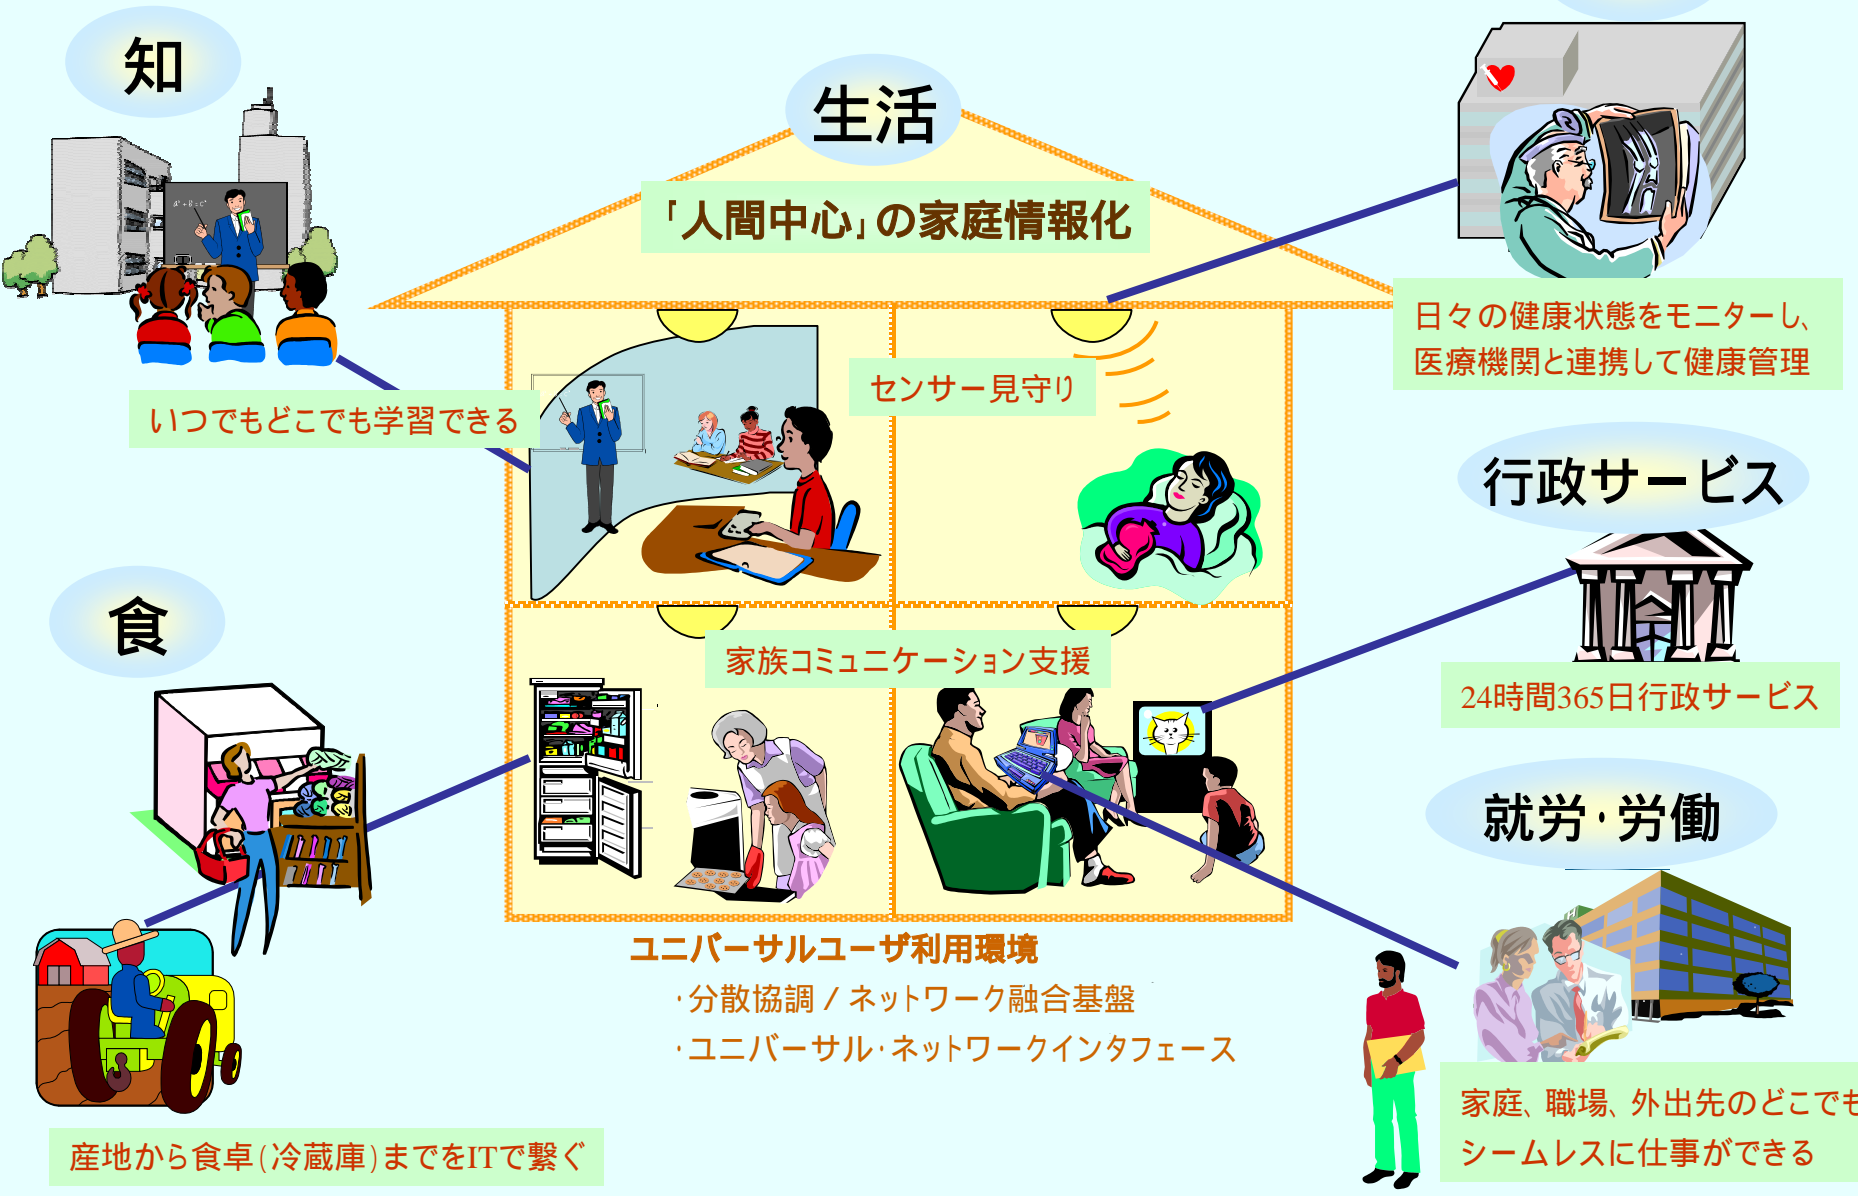 知
生活
「人間中心」の家庭情報化
日々の健康状態をモニターし、
医療機関と連携して健康管理
センサー見守り
いつでもどこでも学習できる
行政サービス
食
家族コミュニケーション支援
24時間365日行政サービス
就労・労働
ユニバーサルユーザ利用環境
・分散協調／ネットワーク融合基盤
・ユニバーサル・ネットワークインタフェース
家庭、職場、外出先のどこでも
シームレスに仕事ができる
産地から食卓(冷蔵庫)までをITで繋ぐ